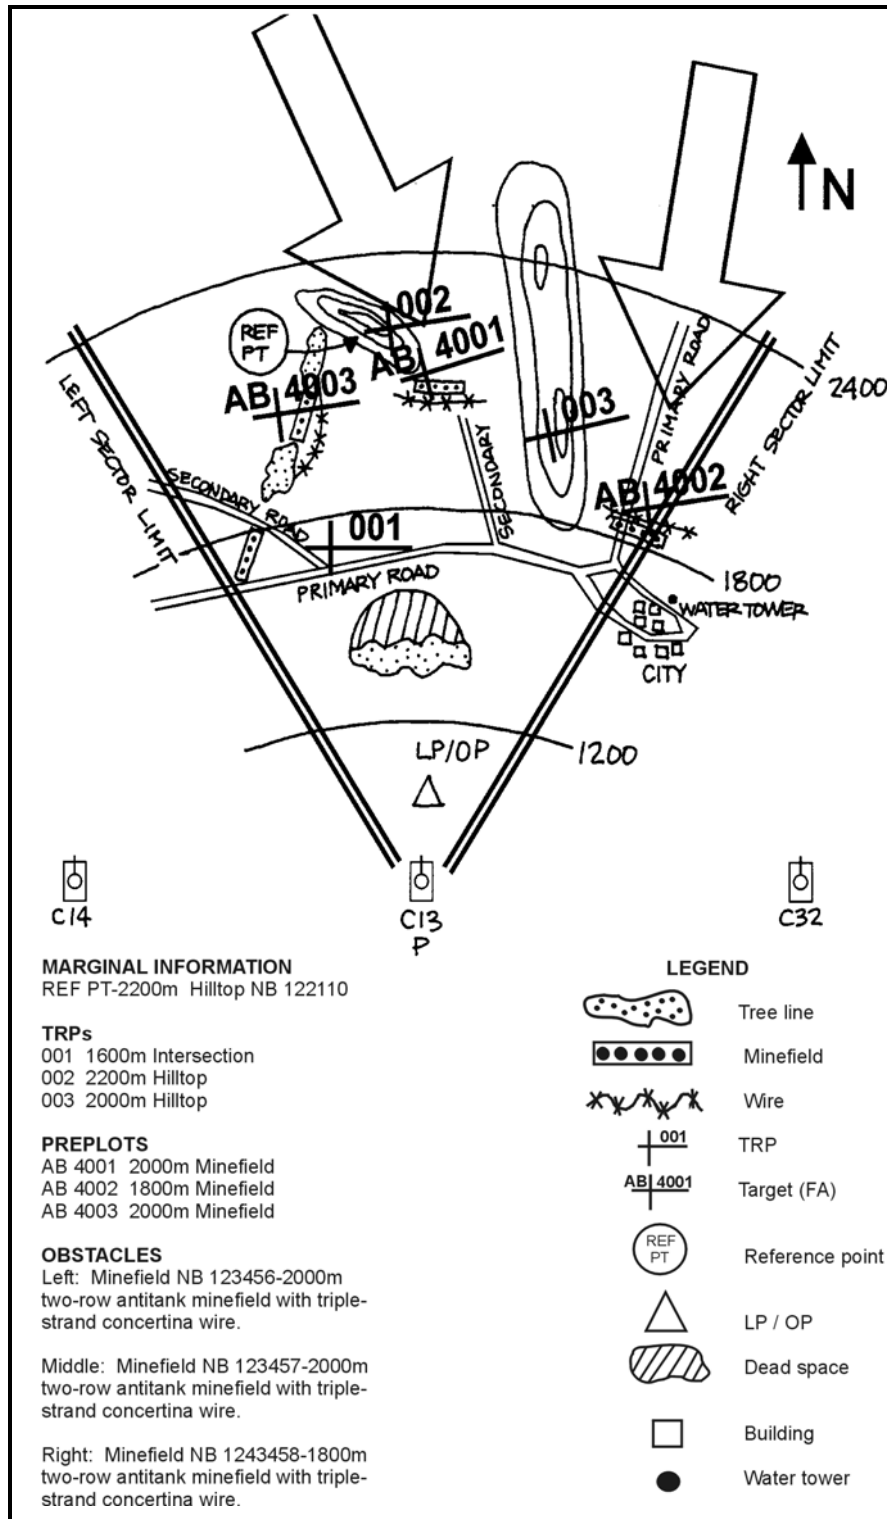 N
002
REF
PT
AB 4001
AB 4003
003
2400
LEFT SECTOR LIMIT
PRIMARY ROAD
RIGHT SECTOR LIMIT
SECONDARY ROAD
SECONDARY
AB 4002
001
1800
PRIMARY ROAD
WATER TOWER
CITY
LP/OP
1200
C14
C13
P
C32
MARGINAL INFORMATION
REF PT-2200m Hilltop NB 122110
TRPs
001 1600m Intersection
002 2200m Hilltop
003 2000m Hilltop
PREPLOTS
AB 4001 2000m Minefield
AB 4002 1800m Minefield
AB 4003 2000m Minefield
OBSTACLES
Left: Minefield NB 123456-2000m
two-row antitank minefield with triple-
strand concertina wire.
Middle: Minefield NB 123457-2000m
two-row antitank minefield with triple-
strand concertina wire.
Right: Minefield NB 1243458-1800m
two-row antitank minefield with triple-
strand concertina wire.
LEGEND
Tree line
Minefield
Wire
001
TRP
AB 4001
Target (FA)
REF
PT
Reference point
LP / OP
Dead space
Building
Water tower